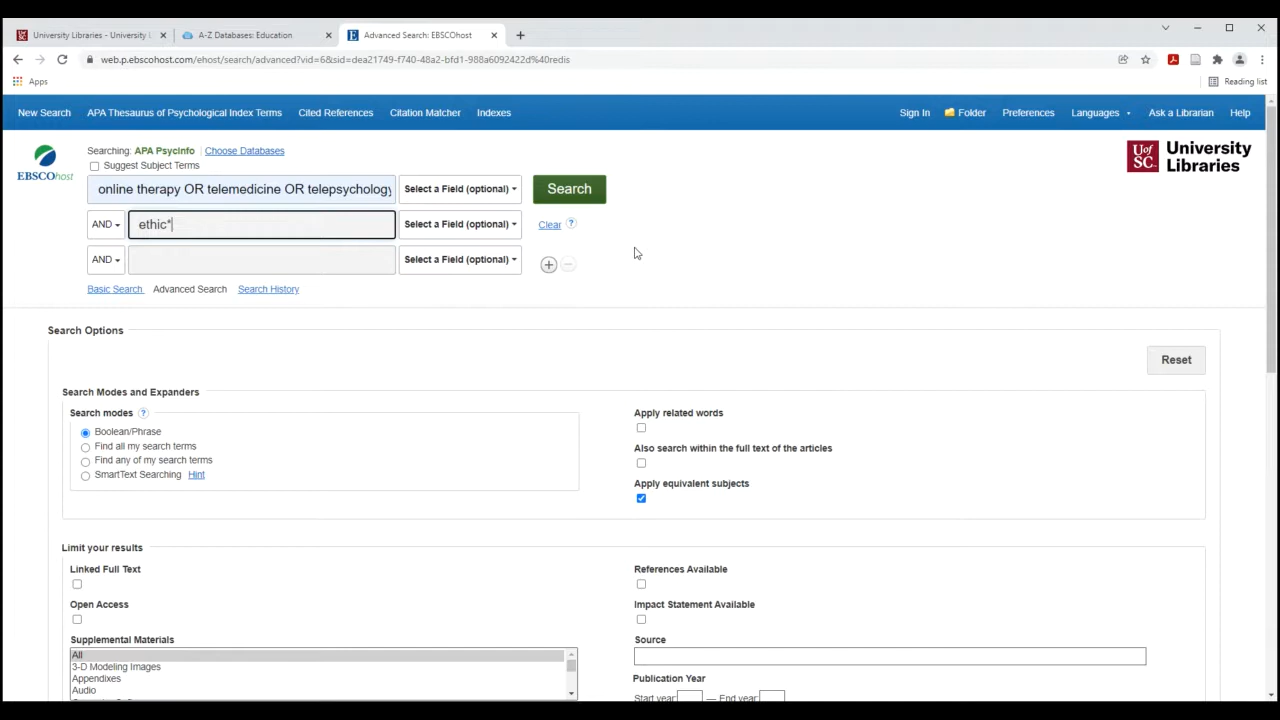 University Libraries - University U
A-Z Databases: Education
Advanced Search: EBSCOhost
web.p.ebscohost.com/ehost/search/advanced?vid=6&sid=dea21749-f740-48a2-bfd1-798b6092422d%40redis
Apps
Reading list
New Search APA Thesaurus of Psychological Index Terms Cited References Citation Matcher Indexes Sign In Folder Preferences Languages Ask a Librarian Help
Searching: APA PsycInfo Choose Databases
Suggest Subject Terms
EBSCOhost
UofSC University Libraries
online therapy OR telemedicine OR telepsychology Select a Field (optional) Search
AND ethic* Select a Field (optional) Clear ?
AND Select a Field (optional)
Basic Search Advanced Search Search History
Search Options
Reset
Search Modes and Expanders
Search modes ?
Boolean/Phrase
Find all my search terms
Find any of my search terms
SmartText Searching Hint
Apply related words
Also search within the full text of the articles
Apply equivalent subjects
Limit your results
Linked Full Text
References Available
Open Access
Impact Statement Available
Supplemental Materials
All
3-D Modeling Images
Appendixes
Audio
Source
Publication Year
Start year — End year